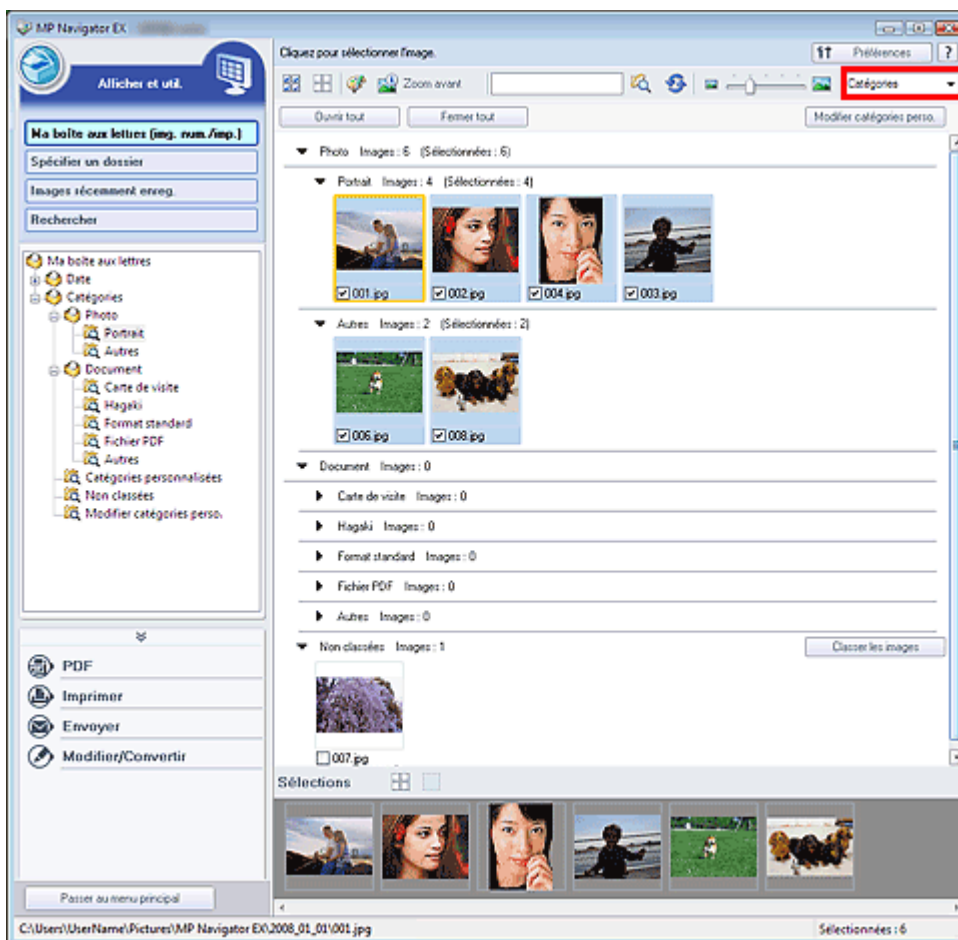 MP Navigator EX
Cliquez pour sélectionner l'image.
Préférences
?
Afficher et util.
Zoom avant
Catégories
Ouvrir tout
Fermer tout
Modifier catégories perso.
Ma boîte aux lettres (img. num./imp.)
Spécifier un dossier
Images récemment enreg.
Rechercher
Ma boîte aux lettres
Date
Catégories
Photo
Portrait
Autres
Document
Carte de visite
Hagaki
Format standard
Fichier PDF
Autres
Catégories personnalisées
Non classées
Modifier catégories perso.
PDF
Imprimer
Envoyer
Modifier/Convertir
Passer au menu principal
Photo Images : 6 (Sélectionnées : 6)
Portrait Images : 4 (Sélectionnées : 4)
001.jpg
002.jpg
004.jpg
003.jpg
Autres Images : 2 (Sélectionnées : 2)
006.jpg
008.jpg
Document Images : 0
Carte de visite Images : 0
Hagaki Images : 0
Format standard Images : 0
Fichier PDF Images : 0
Autres Images : 0
Non classées Images : 1
Classer les images
007.jpg
Sélections
C:\Users\UserName\Pictures\MP Navigator EX\2008_01_01\001.jpg
Sélectionnées : 6